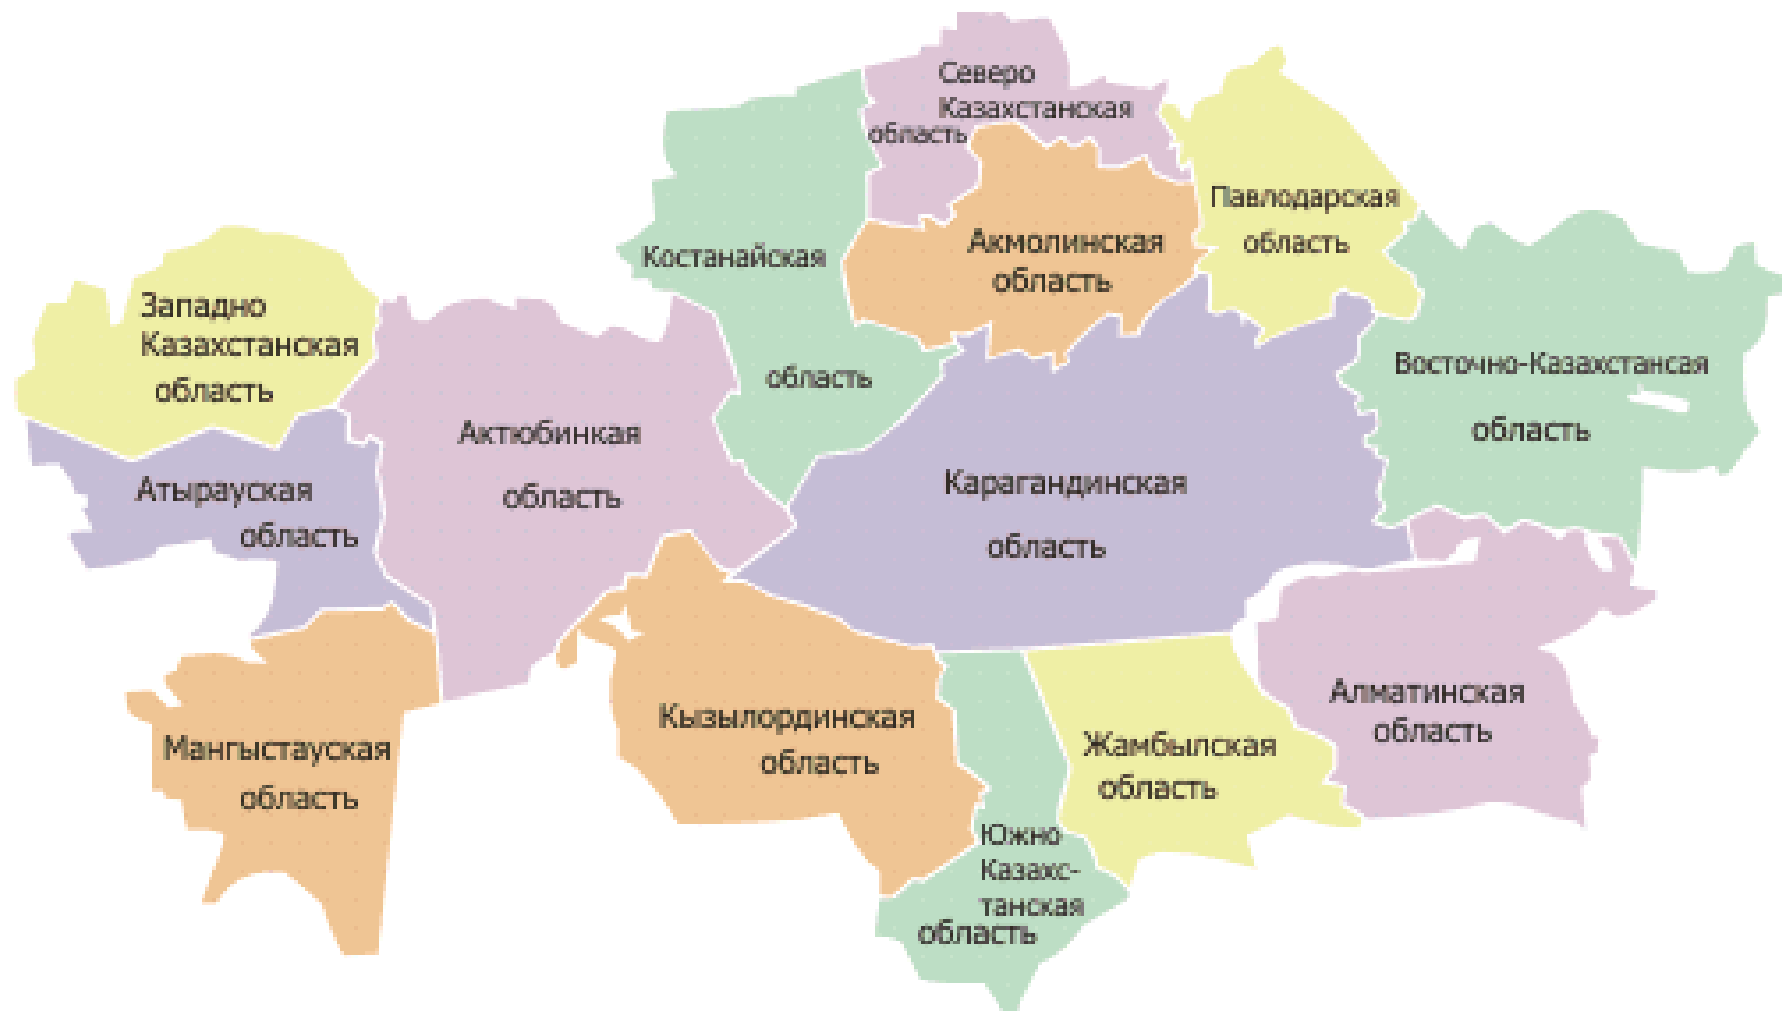 Северо
Казахстанская
область
Павлодарская
область
Акмолинская
область
Костанайская
область
Западно
Казахстанская
область
Восточно-Казахстансая
область
Актюбинкая
область
Атырауская
область
Карагандинская
область
Алматинская
область
Кызылординская
область
Жамбылская
область
Мангыстауская
область
Южно
Казахс-
танская
область